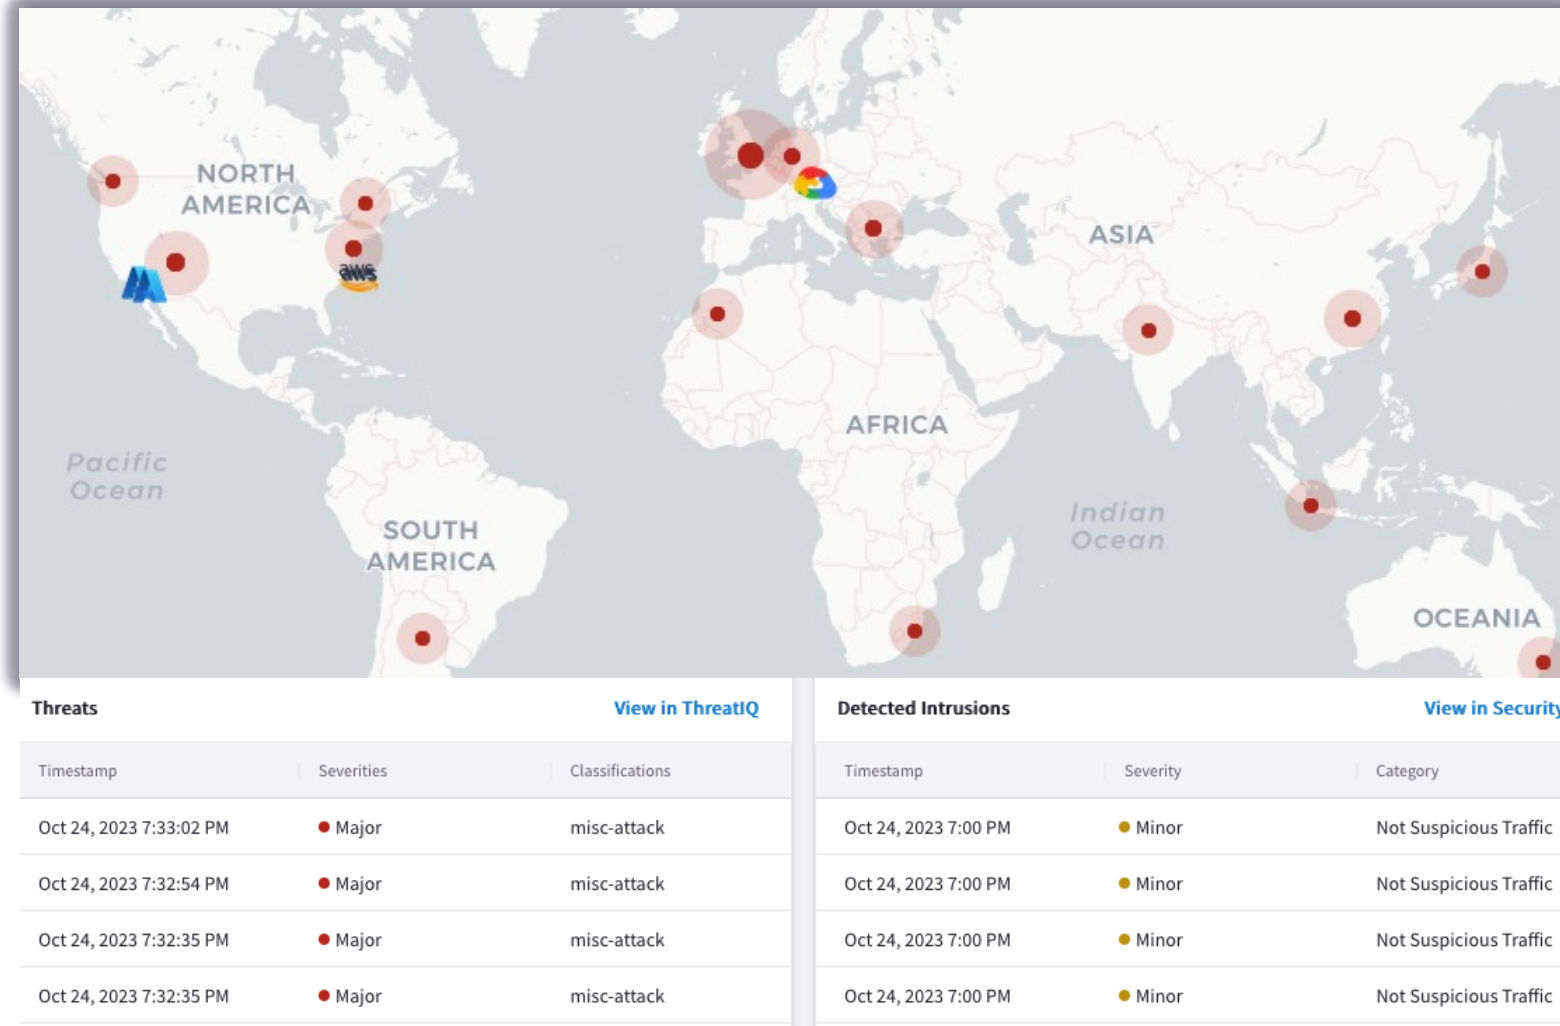 NORTH
AMERICA
ASIA
aws
AFRICA
Pacific
Ocean
Indian
Ocean
SOUTH
AMERICA
OCEANIA
Threats
View in ThreatIQ
Timestamp Severities Classifications
Oct 24, 2023 7:33:02 PM Major misc-attack
Oct 24, 2023 7:32:54 PM Major misc-attack
Oct 24, 2023 7:32:35 PM Major misc-attack
Oct 24, 2023 7:32:35 PM Major misc-attack
Detected Intrusions
View in Security
Timestamp Severity Category
Oct 24, 2023 7:00 PM Minor Not Suspicious Traffic
Oct 24, 2023 7:00 PM Minor Not Suspicious Traffic
Oct 24, 2023 7:00 PM Minor Not Suspicious Traffic
Oct 24, 2023 7:00 PM Minor Not Suspicious Traffic